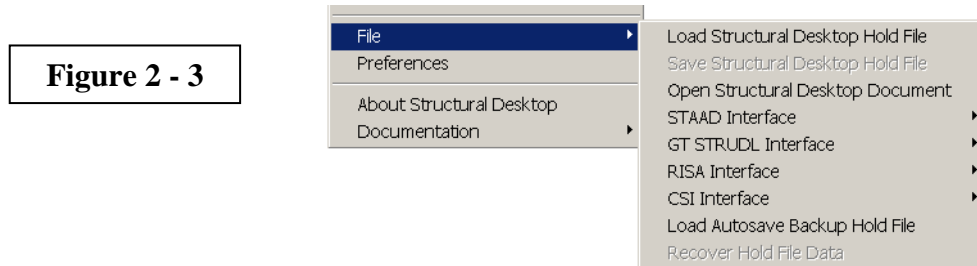 Figure 2 - 3
File
Preferences
About Structural Desktop
Documentation
Load Structural Desktop Hold File
Save Structural Desktop Hold File
Open Structural Desktop Document
STAAD Interface
GT STRUDL Interface
RISA Interface
CSI Interface
Load Autosave Backup Hold File
Recover Hold File Data